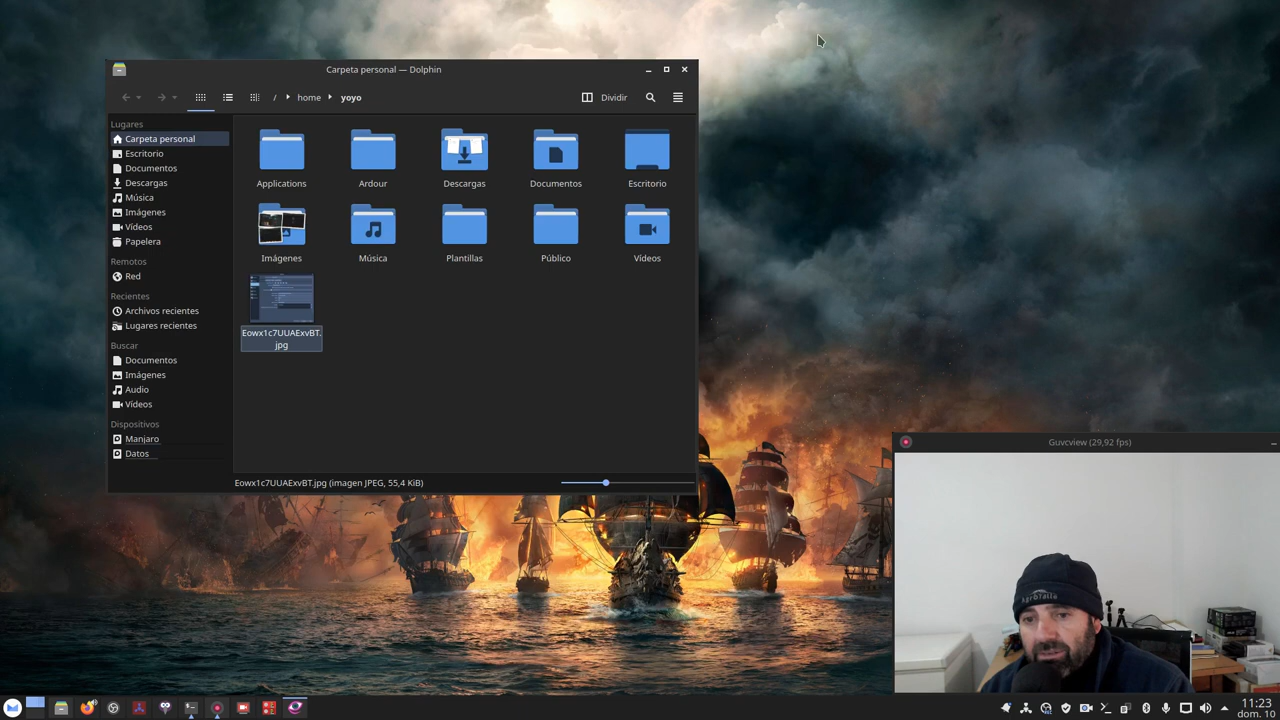 Carpeta personal — Dolphin
/ home yoyo
Dividir
Lugares
Carpeta personal
Escritorio
Documentos
Descargas
Música
Imágenes
Vídeos
Papelera
Remotos
Red
Recientes
Archivos recientes
Lugares recientes
Buscar
Documentos
Imágenes
Audio
Vídeos
Dispositivos
Manjaro
Datos
Applications Ardour Descargas Documentos Escritorio
Imágenes Música Plantillas Público Vídeos
Eowx1c7UUAExvBT.
jpg
Eowx1c7UUAExvBT.jpg (imagen JPEG, 55,4 KiB)
Guvcview (29,92 fps)
11:23
dom. 10